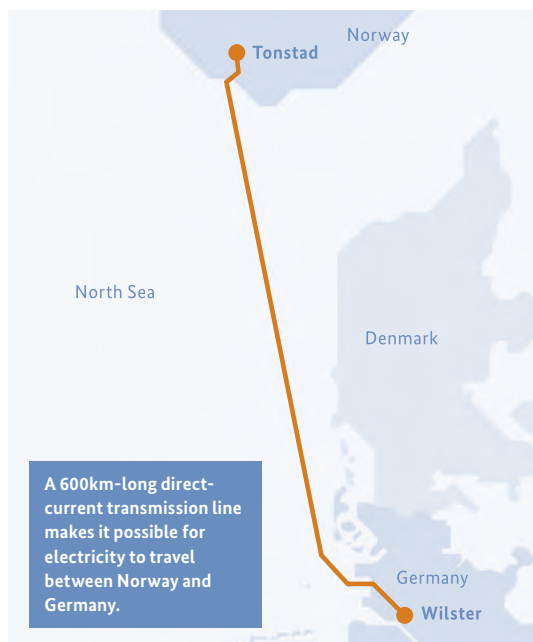 Norway
Tonstad
North Sea
Denmark
A 600km-long direct-
current transmission line
makes it possible for
electricity to travel
between Norway and
Germany.
Germany
Wilster